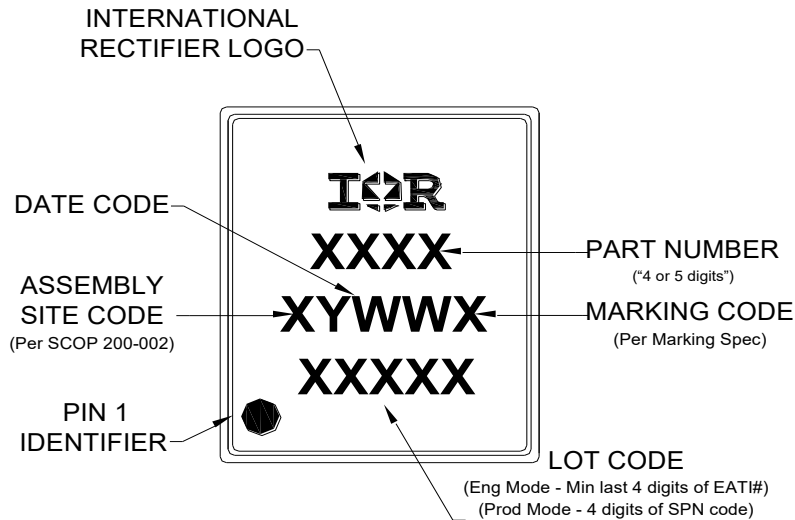 INTERNATIONAL
RECTIFIER LOGO
IOR
DATE CODE
XXXX
PART NUMBER
(“4 or 5 digits”)
ASSEMBLY
SITE CODE
(Per SCOP 200-002)
XYWWX
MARKING CODE
(Per Marking Spec)
XXXXX
PIN 1
IDENTIFIER
LOT CODE
(Eng Mode - Min last 4 digits of EATI#)
(Prod Mode - 4 digits of SPN code)